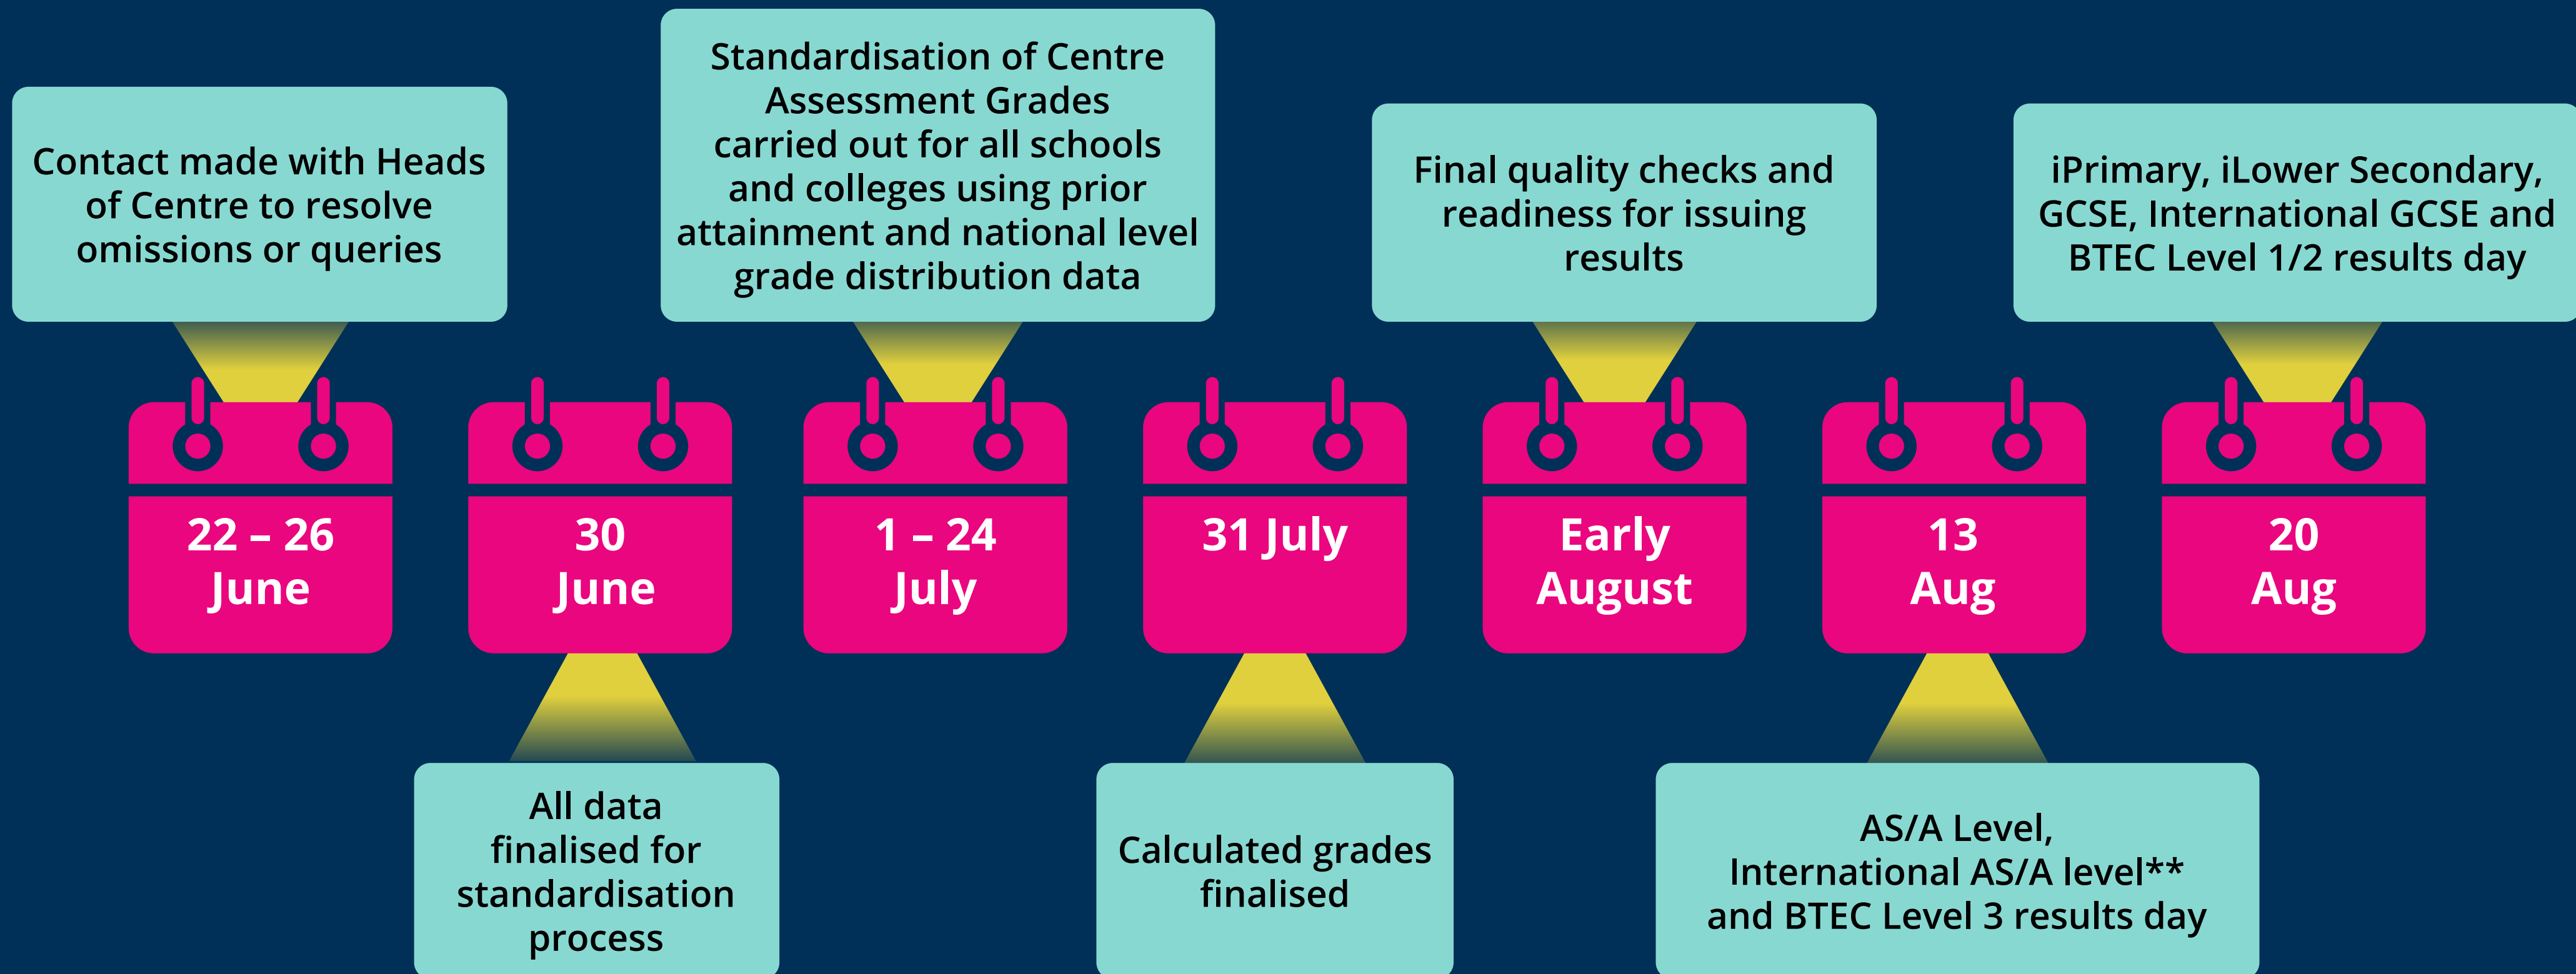 Contact made with Heads
of Centre to resolve
omissions or queries
22 – 26
June
30
June
All data
finalised for
standardisation
process
Standardisation of Centre
Assessment Grades
carried out for all schools
and colleges using prior
attainment and national level
grade distribution data
1 – 24
July
31 July
Calculated grades
finalised
Final quality checks and
readiness for issuing
results
Early
August
13
Aug
AS/A Level,
International AS/A level**
and BTEC Level 3 results day
iPrimary, iLower Secondary,
GCSE, International GCSE and
BTEC Level 1/2 results day
20
Aug